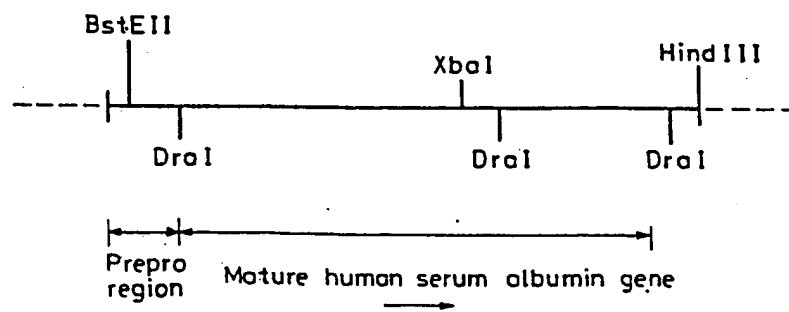 BstEII
XbaI
HindIII
DraI
DraI
DraI
Prepro
region
Mature human serum albumin gene